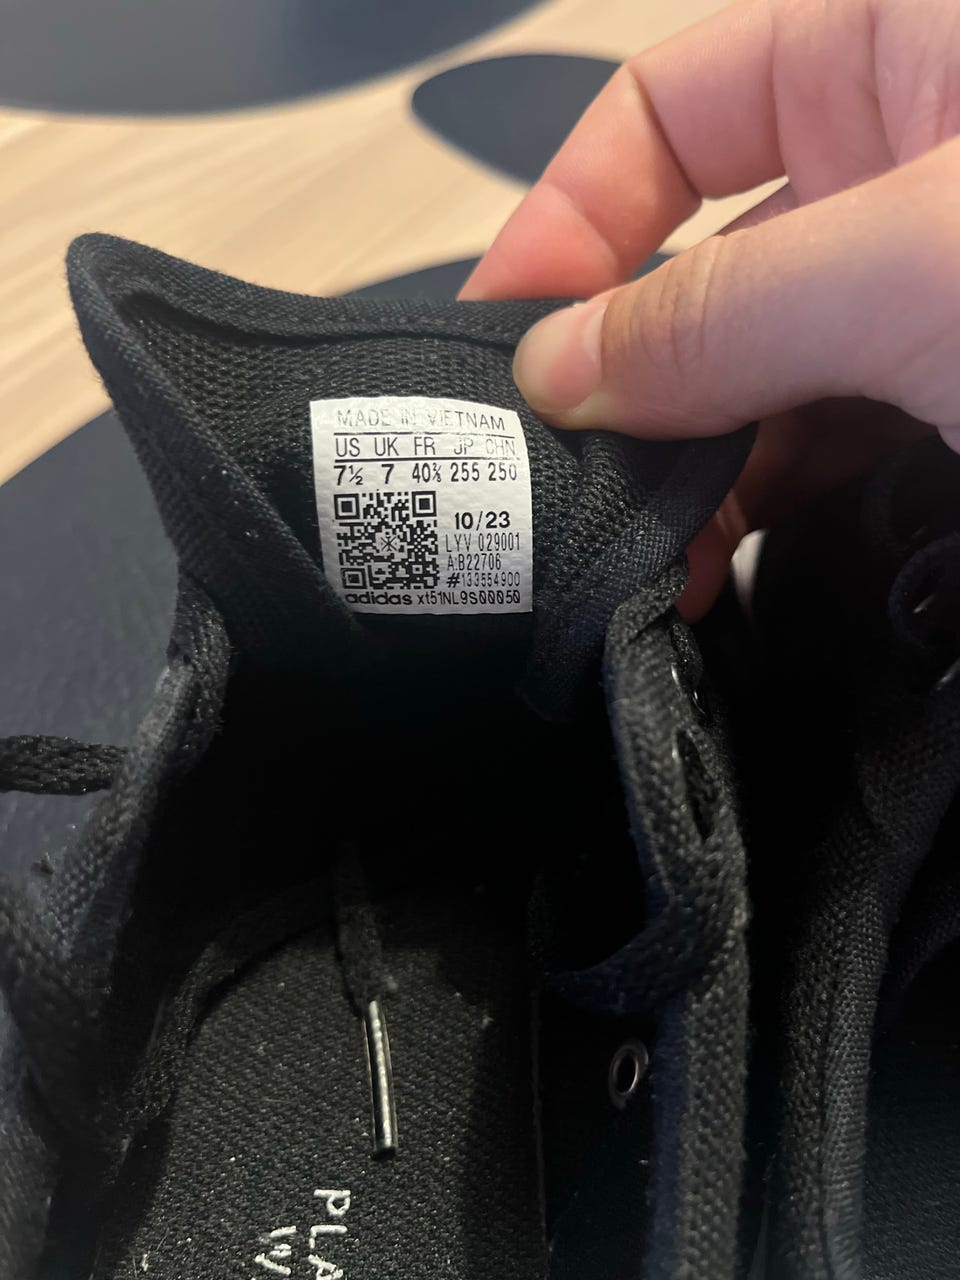 MADE IN VIETNAM
US UK FR JP CHN
7½ 7 40⅔ 255 250
10/23
LYV 029001
A:B22706
#133554900
adidas xt51NL9S00050
PLA